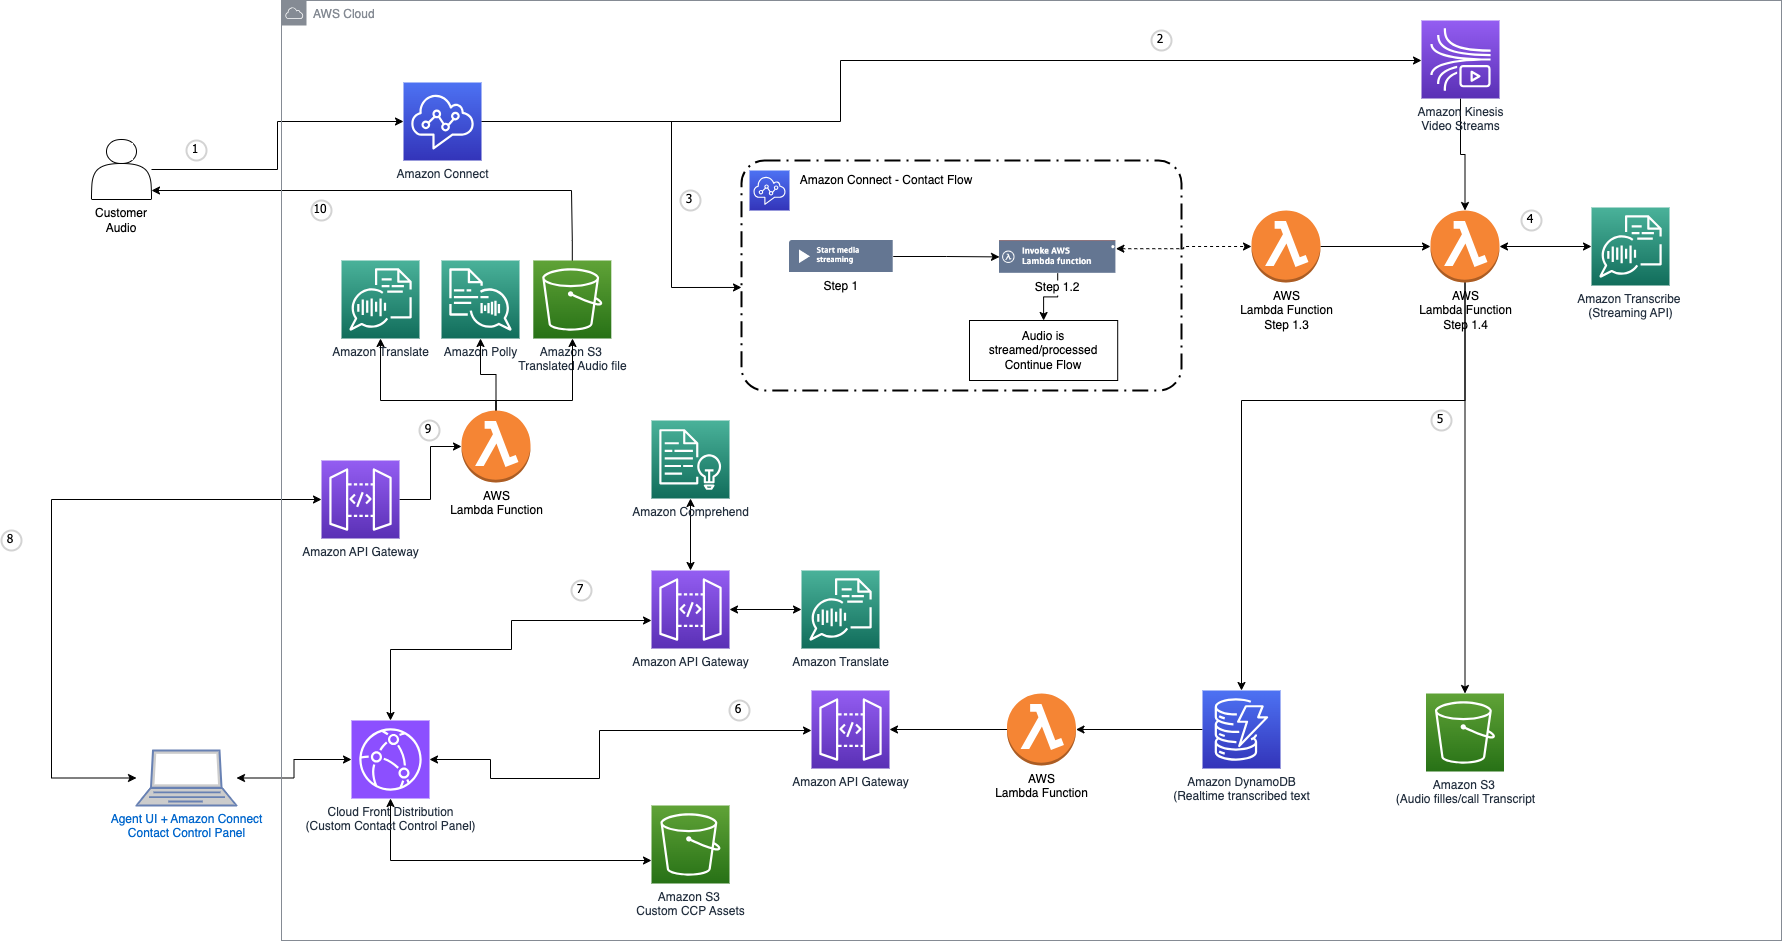 AWS Cloud
2
Amazon Kinesis
Video Streams
1
Amazon Connect
Customer
Audio
10
3
Amazon Connect - Contact Flow
Start media
streaming
Step 1
Invoke AWS
Lambda function
Step 1.2
Audio is
streamed/processed
Continue Flow
AWS
Lambda Function
Step 1.3
AWS
Lambda Function
Step 1.4
4
Amazon Transcribe
(Streaming API)
Amazon Translate
Amazon Polly
Amazon S3
Translated Audio file
9
AWS
Lambda Function
5
8
Amazon API Gateway
Amazon Comprehend
7
Amazon API Gateway
Amazon Translate
6
Amazon API Gateway
AWS
Lambda Function
Amazon DynamoDB
(Realtime transcribed text
Amazon S3
(Audio filles/call Transcript
Agent UI + Amazon Connect
Contact Control Panel
Cloud Front Distribution
(Custom Contact Control Panel)
Amazon S3
Custom CCP Assets